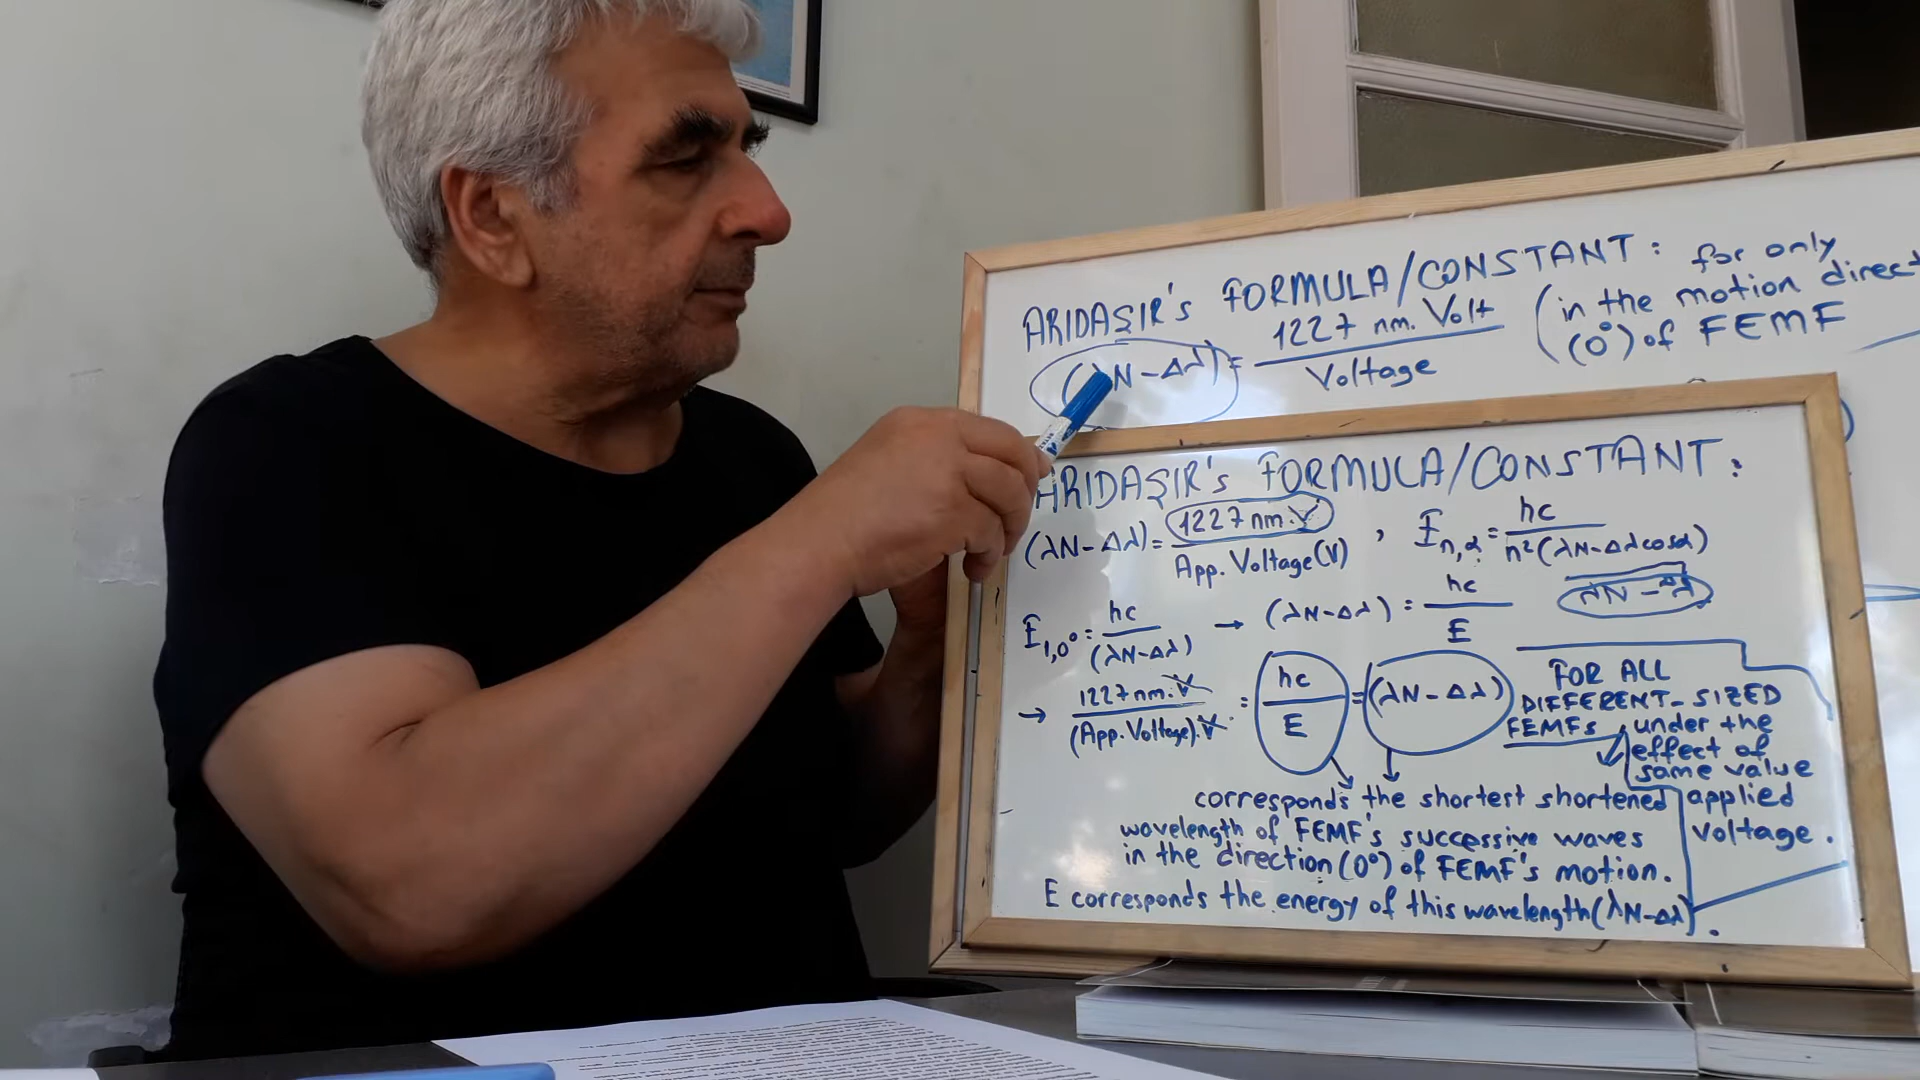 ARIDAŞIR's FORMULA/CONSTANT: for only
(λN-Δλ)= 1227 nm. Volt / Voltage (in the motion direct
(0°) of FEMF
ARIDAŞIR's FORMULA/CONSTANT:
(λN-Δλ)= 1227 nm.V / App. Voltage(V) , E n,α = hc / n²(λN-Δλcosα)
E 1,0° = hc / (λN-Δλ) → (λN-Δλ) = hc / E λN-Δλ
→ 1227 nm.V / (App. Voltage).V = hc / E = (λN-Δλ)
FOR ALL
DIFFERENT-SIZED
FEMFs under the
effect of
same value
applied
voltage.
corresponds the shortest shortened
wavelength of FEMF's successive waves
in the direction (0°) of FEMF's motion.
E corresponds the energy of this wavelength (λN-Δλ).